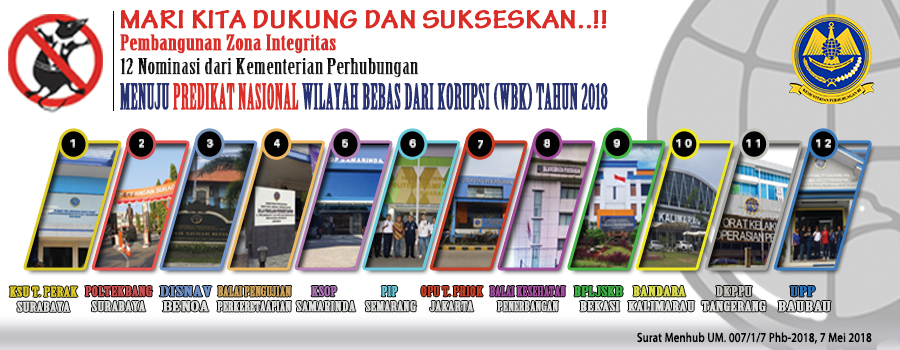 MARI KITA DUKUNG DAN SUKSESKAN..!!
Pembangunan Zona Integritas
12 Nominasi dari Kementerian Perhubungan
MENUJU PREDIKAT NASIONAL WILAYAH BEBAS DARI KORUPSI (WBK) TAHUN 2018
1 2 3 4 5 6 7 8 9 10 11 12
KALIMARAU
KSU T. PERAK
SURABAYA
POLTEKBANG
SURABAYA
DISNAV
BENOA
BALAI PENGUJIAN
PERKERETAAPIAN
KSOP
SAMARINDA
PIP
SEMARANG
OPU T. PRIOK
JAKARTA
BALAI KESEHATAN
PENERBANGAN
BPLJSKB
BEKASI
BANDARA
KALIMARAU
DKPPU
TANGERANG
UPP
BAUBAU
Surat Menhub UM. 007/1/7 Phb-2018, 7 Mei 2018